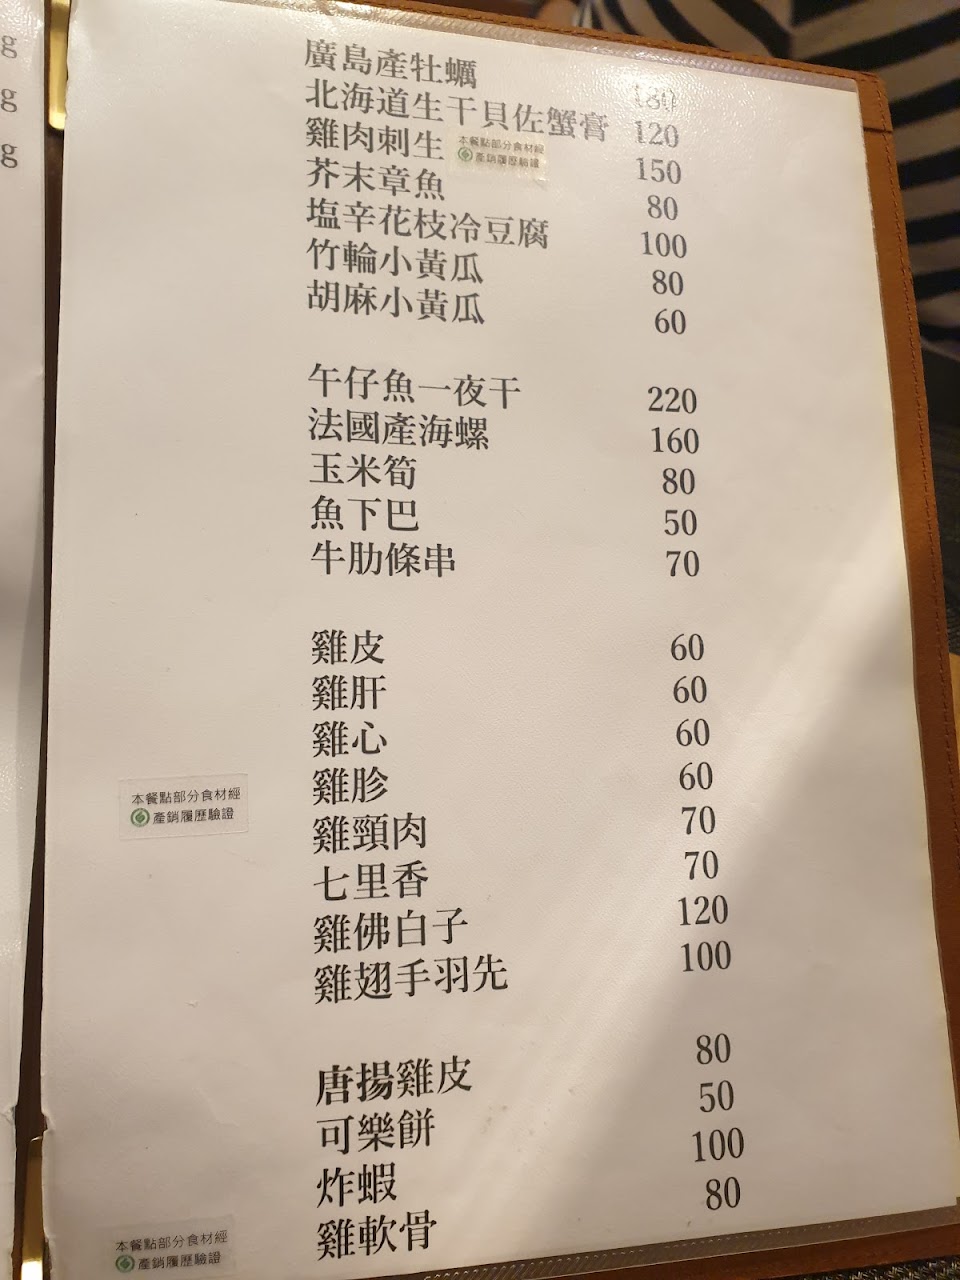 g
g
g
廣島產牡蠣
北海道生干貝佐蟹膏 120
雞肉刺生 150
本餐點部分食材經
產銷履歷驗證
芥末章魚 80
塩辛花枝冷豆腐 100
竹輪小黃瓜 80
胡麻小黃瓜 60
午仔魚一夜干 220
法國產海螺 160
玉米筍 80
魚下巴 50
牛肋條串 70
雞皮 60
雞肝 60
雞心 60
雞胗 60
本餐點部分食材經
產銷履歷驗證
雞頸肉 70
七里香 70
雞佛白子 120
雞翅手羽先 100
唐揚雞皮 80
可樂餅 50
炸蝦 100
雞軟骨 80
本餐點部分食材經
產銷履歷驗證